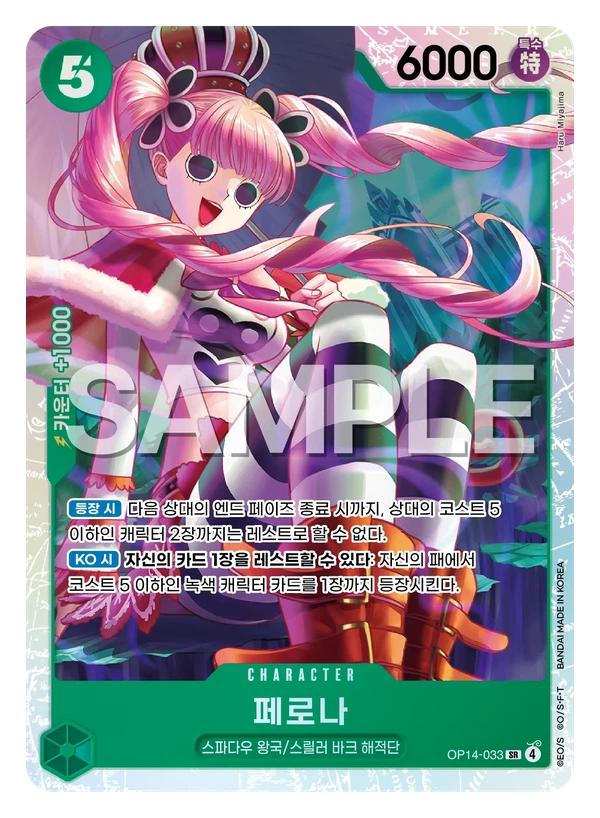 5
6000
특수
特
Haru Miyajima
카운터 +1000
SAMPLE
등장 시 다음 상대의 엔드 페이즈 종료 시까지, 상대의 코스트 5
이하인 캐릭터 2장까지는 레스트로 할 수 없다.
KO 시 자신의 카드 1장을 레스트할 수 있다: 자신의 패에서
코스트 5 이하인 녹색 캐릭터 카드를 1장까지 등장시킨다.
CHARACTER
페로나
스파다우 왕국/스릴러 바크 해적단
OP14-033 SR 4
©EO/S ©O/S·F·T BANDAI MADE IN KOREA